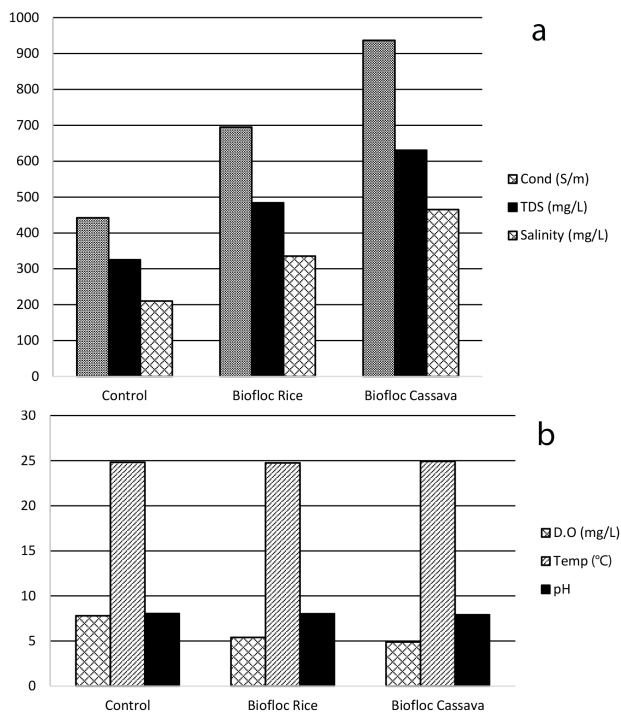 a
1000
900
800
700
600
500
400
300
200
100
0
Control Biofloc Rice Biofloc Cassava
Cond (S/m)
TDS (mg/L)
Salinity (mg/L)
b
30
25
20
15
10
5
0
Control Biofloc Rice Biofloc Cassava
D.O (mg/L)
Temp (°C)
pH